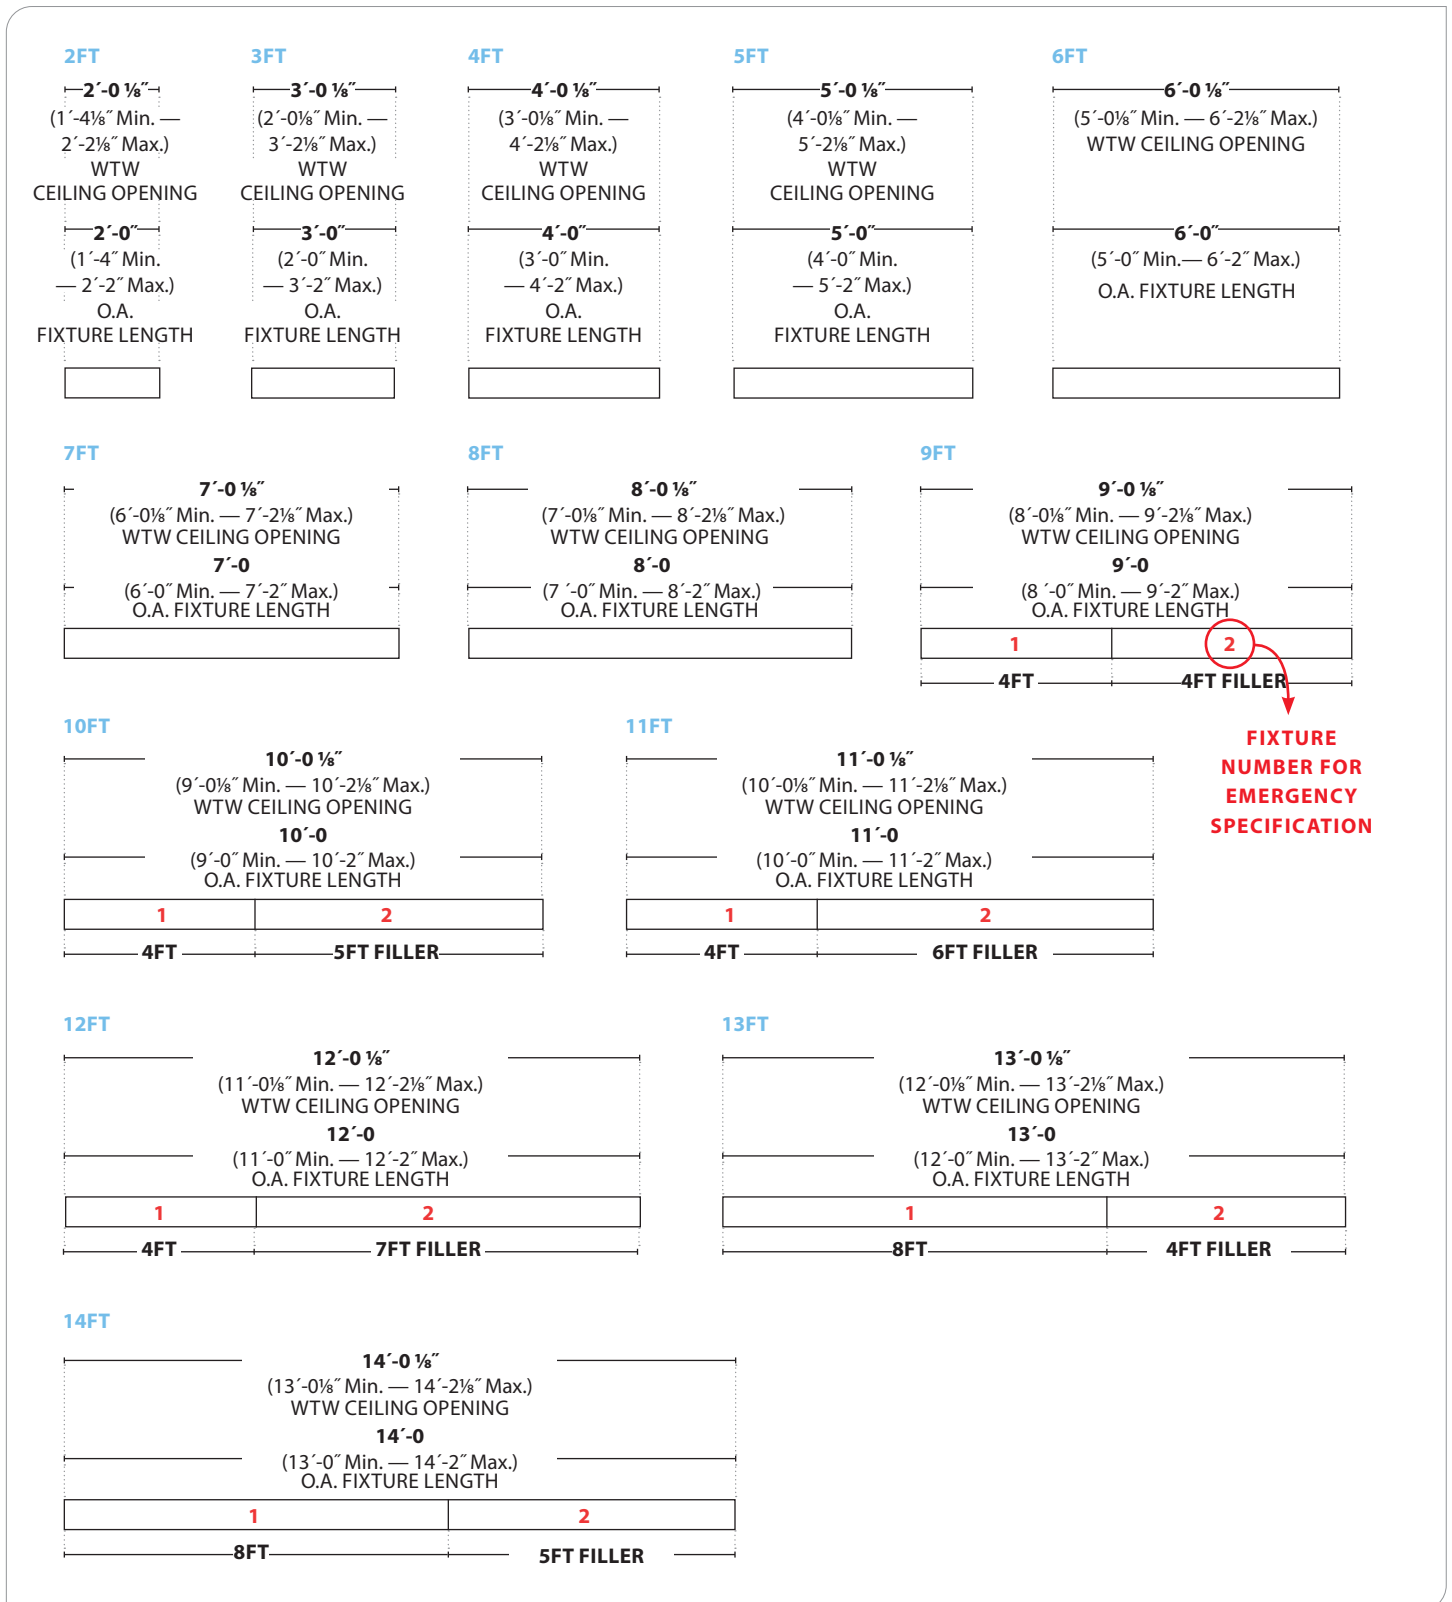 2FT
2´-0 ⅛˝
(1´-4⅛˝ Min. —
2´-2⅛˝ Max.)
WTW
CEILING OPENING
2´-0˝
(1´-4˝ Min.
— 2´-2˝ Max.)
O.A.
FIXTURE LENGTH
3FT
3´-0 ⅛˝
(2´-0⅛˝ Min. —
3´-2⅛˝ Max.)
WTW
CEILING OPENING
3´-0˝
(2´-0˝ Min.
— 3´-2˝ Max.)
O.A.
FIXTURE LENGTH
4FT
4´-0 ⅛˝
(3´-0⅛˝ Min. —
4´-2⅛˝ Max.)
WTW
CEILING OPENING
4´-0˝
(3´-0˝ Min.
— 4´-2˝ Max.)
O.A.
FIXTURE LENGTH
5FT
5´-0 ⅛˝
(4´-0⅛˝ Min. —
5´-2⅛˝ Max.)
WTW
CEILING OPENING
5´-0˝
(4´-0˝ Min.
— 5´-2˝ Max.)
O.A.
FIXTURE LENGTH
6FT
6´-0 ⅛˝
(5´-0⅛˝ Min. — 6´-2⅛˝ Max.)
WTW CEILING OPENING
6´-0˝
(5´-0˝ Min.— 6´-2˝ Max.)
O.A. FIXTURE LENGTH
7FT
7´-0 ⅛˝
(6´-0⅛˝ Min. — 7´-2⅛˝ Max.)
WTW CEILING OPENING
7´-0
(6´-0˝ Min. — 7´-2˝ Max.)
O.A. FIXTURE LENGTH
8FT
8´-0 ⅛˝
(7´-0⅛˝ Min. — 8´-2⅛˝ Max.)
WTW CEILING OPENING
8´-0
(7 ´-0˝ Min. — 8´-2˝ Max.)
O.A. FIXTURE LENGTH
9FT
9´-0 ⅛˝
(8´-0⅛˝ Min. — 9´-2⅛˝ Max.)
WTW CEILING OPENING
9´-0
(8 ´-0˝ Min. — 9´-2˝ Max.)
O.A. FIXTURE LENGTH
1 2
4FT 4FT FILLER
FIXTURE
NUMBER FOR
EMERGENCY
SPECIFICATION
10FT
10´-0 ⅛˝
(9´-0⅛˝ Min. — 10´-2⅛˝ Max.)
WTW CEILING OPENING
10´-0
(9´-0˝ Min. — 10´-2˝ Max.)
O.A. FIXTURE LENGTH
1 2
4FT 5FT FILLER
11FT
11´-0 ⅛˝
(10´-0⅛˝ Min. — 11´-2⅛˝ Max.)
WTW CEILING OPENING
11´-0
(10´-0˝ Min. — 11´-2˝ Max.)
O.A. FIXTURE LENGTH
1 2
4FT 6FT FILLER
12FT
12´-0 ⅛˝
(11´-0⅛˝ Min. — 12´-2⅛˝ Max.)
WTW CEILING OPENING
12´-0
(11´-0˝ Min. — 12´-2˝ Max.)
O.A. FIXTURE LENGTH
1 2
4FT 7FT FILLER
13FT
13´-0 ⅛˝
(12´-0⅛˝ Min. — 13´-2⅛˝ Max.)
WTW CEILING OPENING
13´-0
(12´-0˝ Min. — 13´-2˝ Max.)
O.A. FIXTURE LENGTH
1 2
8FT 4FT FILLER
14FT
14´-0 ⅛˝
(13´-0⅛˝ Min. — 14´-2⅛˝ Max.)
WTW CEILING OPENING
14´-0
(13´-0˝ Min. — 14´-2˝ Max.)
O.A. FIXTURE LENGTH
1 2
8FT 5FT FILLER